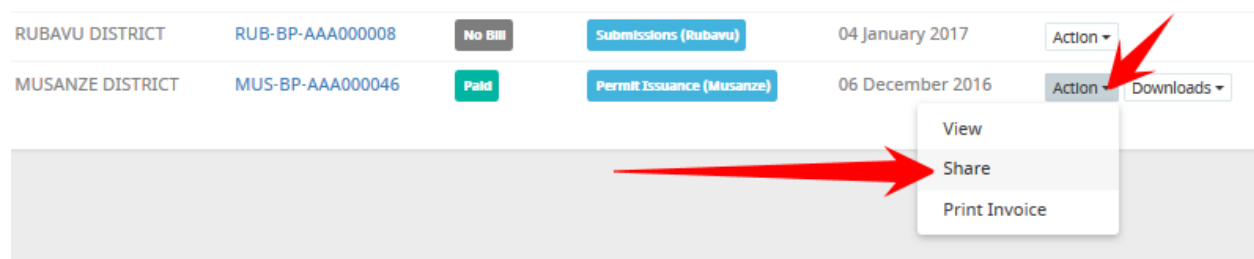 RUBAVU DISTRICT RUB-BP-AAA000008 No Bill Submissions (Rubavu) 04 January 2017 Action
MUSANZE DISTRICT MUS-BP-AAA000046 Paid Permit Issuance (Musanze) 06 December 2016 Action Downloads
View
Share
Print Invoice